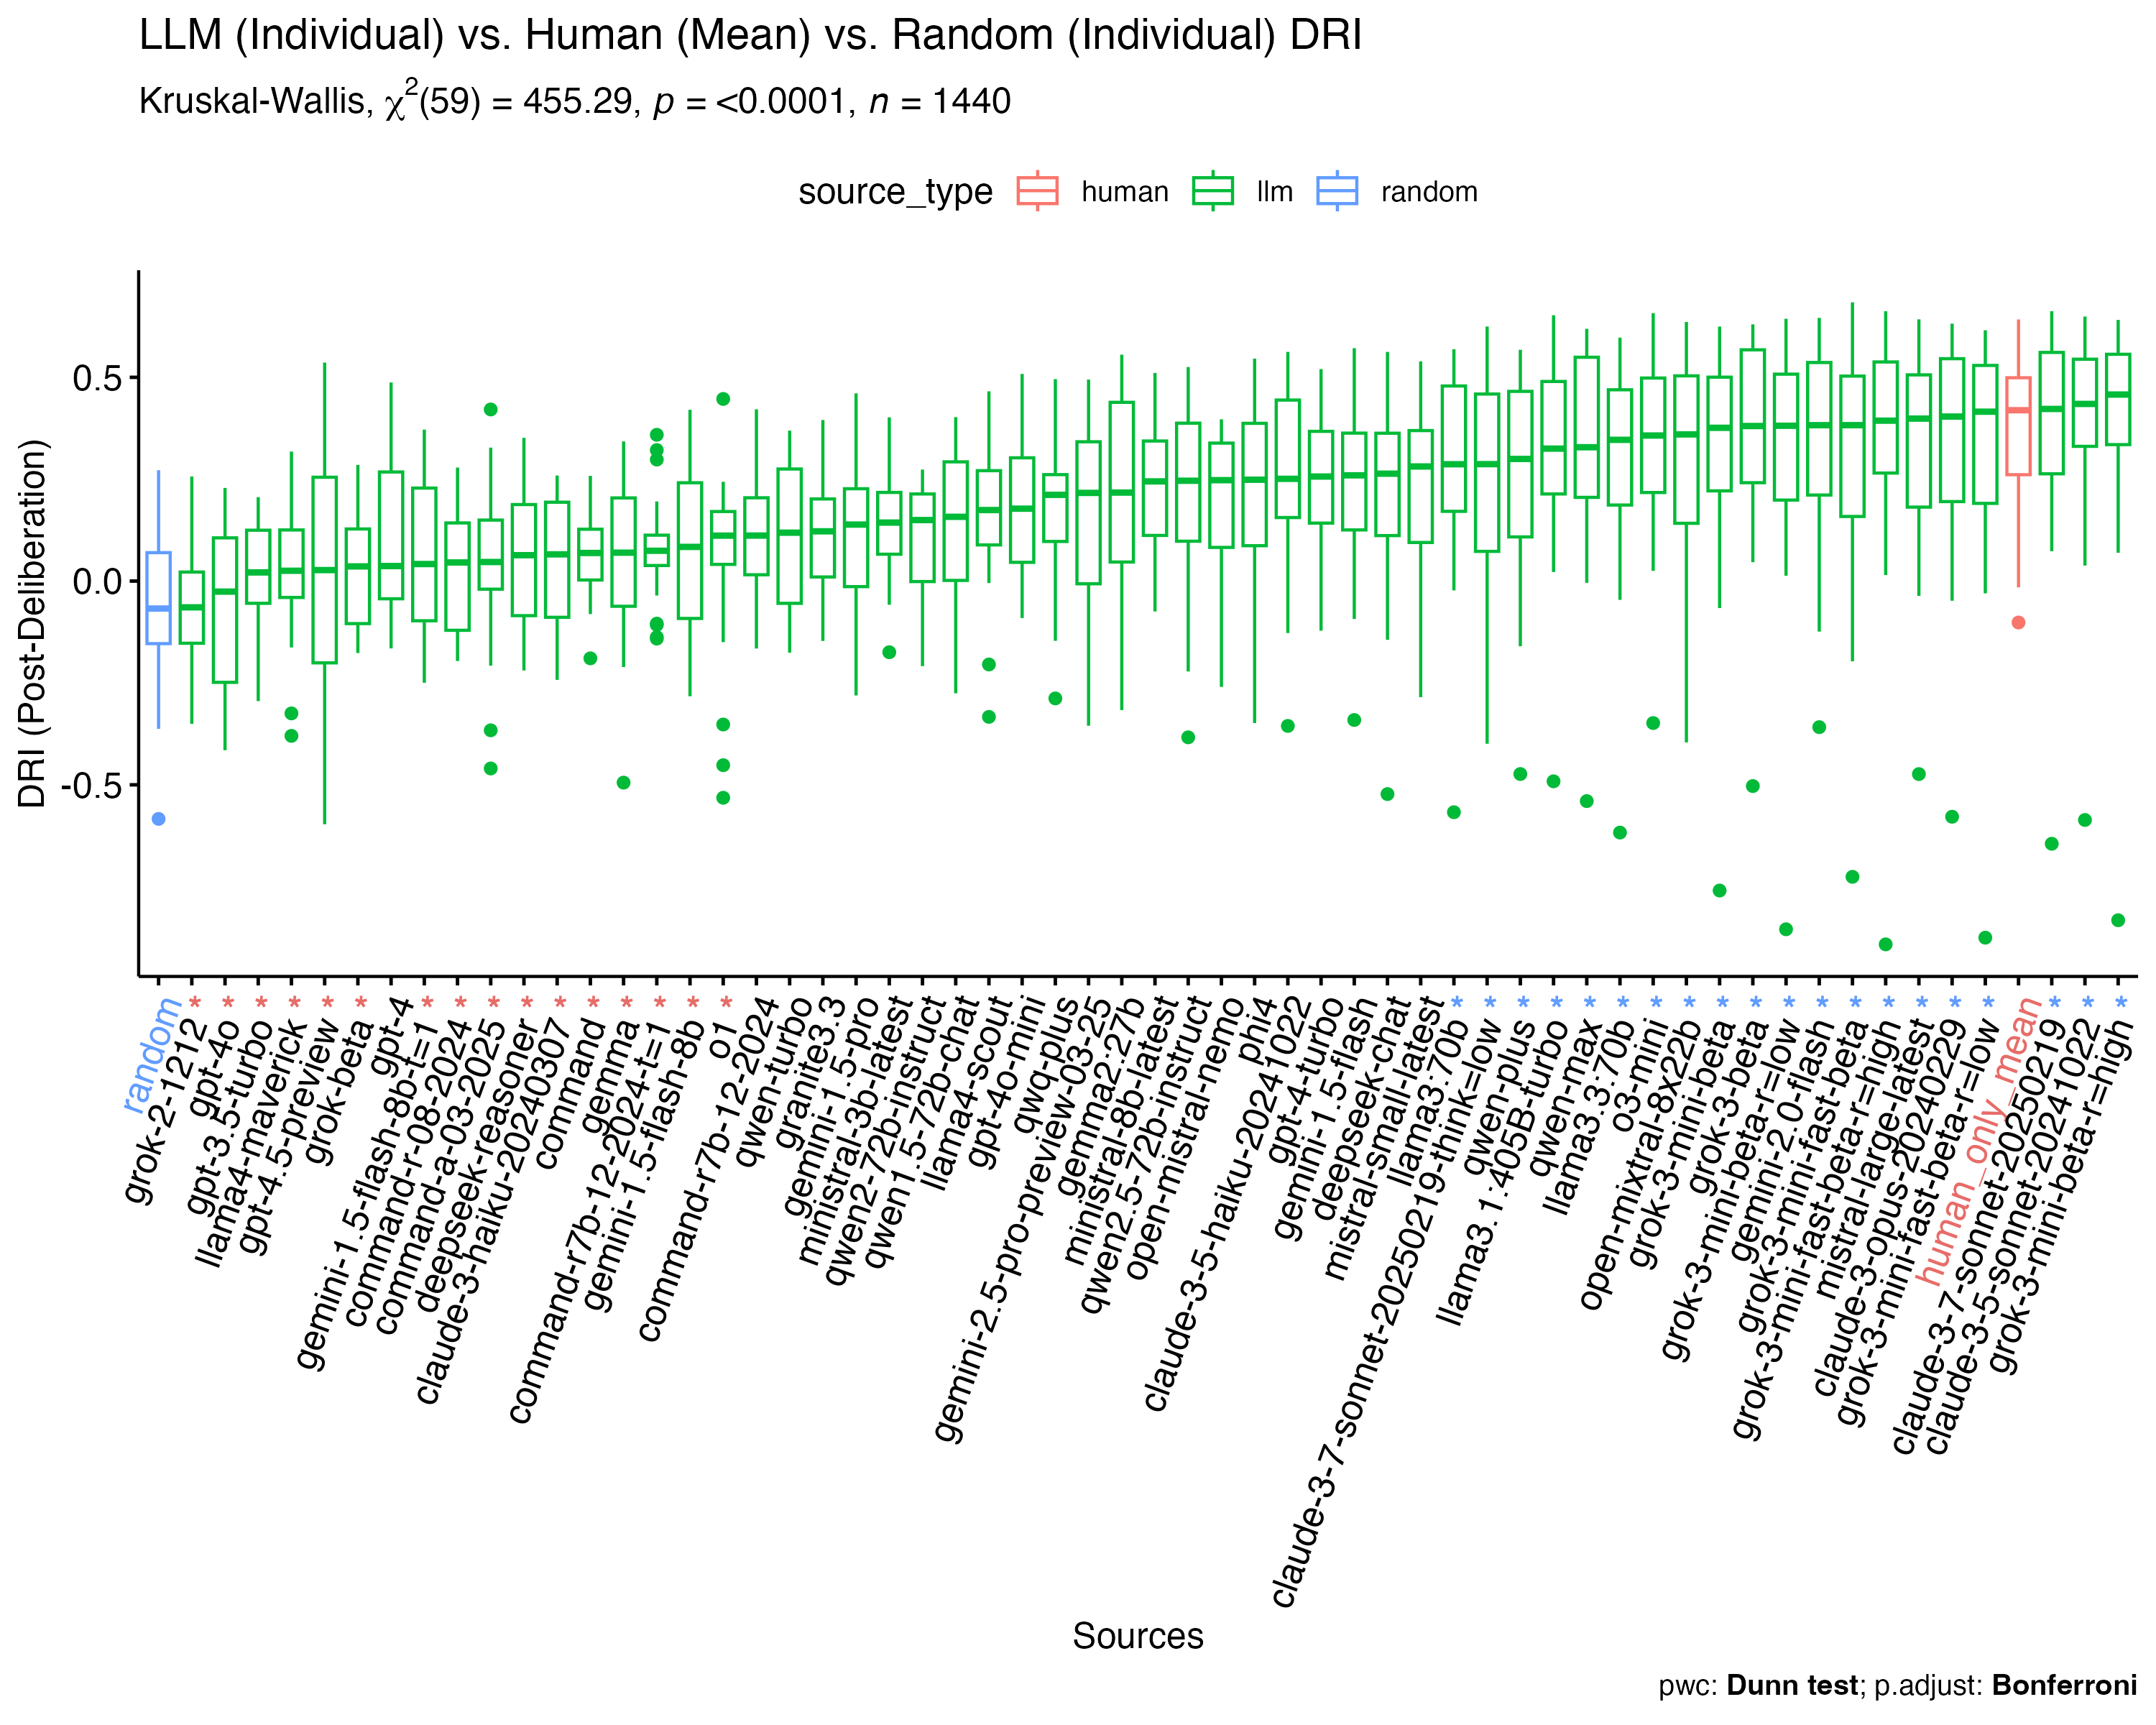 LLM (Individual) vs. Human (Mean) vs. Random (Individual) DRI
Kruskal-Wallis, χ²(59) = 455.29, p = <0.0001, n = 1440
source_type human llm random
DRI (Post-Deliberation)
0.5
0.0
-0.5
random
grok-2-1212 *
gpt-4o *
gpt-3.5-turbo *
llama4-maverick *
gpt-4.5-preview *
grok-beta *
gpt-4
gemini-1.5-flash-8b-t=1 *
command-r-08-2024 *
command-a-03-2025 *
deepseek-reasoner *
claude-3-haiku-20240307 *
command *
gemma *
command-r7b-12-2024-t=1 *
gemini-1.5-flash-8b *
o1 *
command-r7b-12-2024
qwen-turbo
granite3.3
gemini-1.5-pro
ministral-3b-latest
qwen2-72b-instruct
qwen1.5-72b-chat
llama4-scout
gpt-4o-mini
qwq-plus
gemini-2.5-pro-preview-03-25
gemma2:27b
ministral-8b-latest
qwen2.5-72b-instruct
open-mistral-nemo
phi4
claude-3-5-haiku-20241022
gpt-4-turbo
gemini-1.5-flash
deepseek-chat
mistral-small-latest
llama3:70b *
claude-3-7-sonnet-20250219-think=low *
qwen-plus *
llama3.1:405B-turbo *
qwen-max *
llama3.3:70b *
o3-mini *
open-mixtral-8x22b *
grok-3-mini-beta *
grok-3-beta *
grok-3-mini-beta-r=low *
gemini-2.0-flash *
grok-3-mini-fast-beta *
grok-3-mini-fast-beta-r=high *
mistral-large-latest *
claude-3-opus-20240229 *
grok-3-mini-fast-beta-r=low *
human_only_mean
claude-3-7-sonnet-20250219 *
claude-3-5-sonnet-20241022 *
grok-3-mini-beta-r=high *
Sources
pwc: Dunn test; p.adjust: Bonferroni